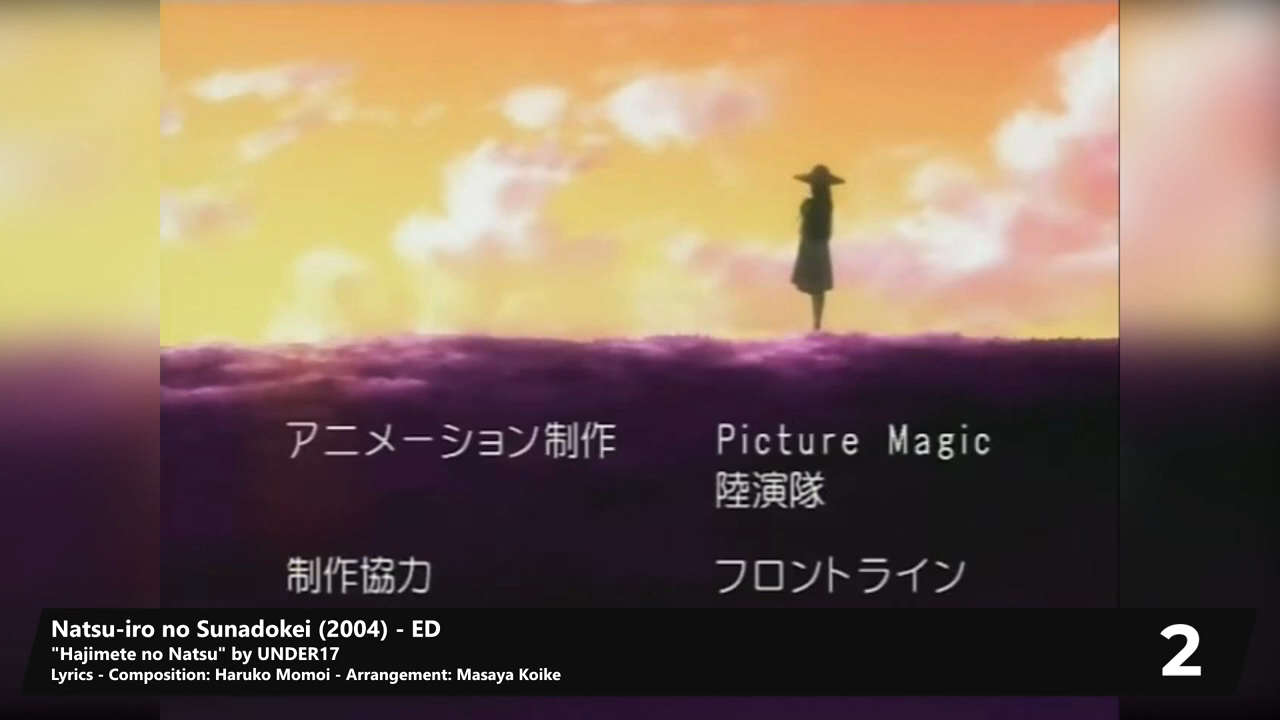 アニメーション制作 Picture Magic
陸演隊
制作協力 フロントライン
Natsu-iro no Sunadokei (2004) - ED
"Hajimete no Natsu" by UNDER17
Lyrics - Composition: Haruko Momoi - Arrangement: Masaya Koike
2